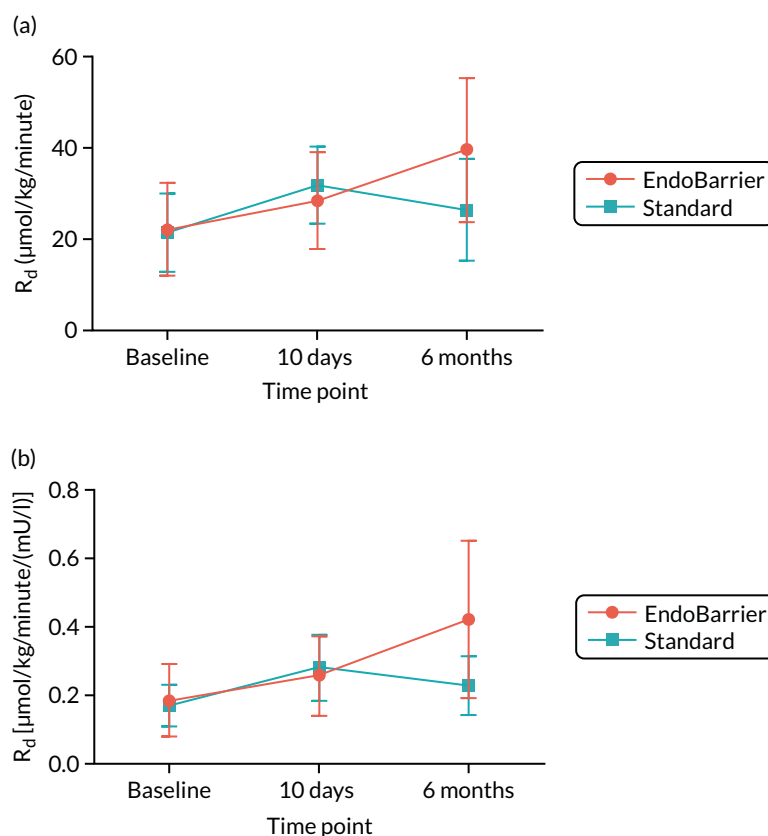 (a)
60
40
20
0
R_d (μmol/kg/minute)
Baseline
10 days
6 months
Time point
EndoBarrier
Standard
(b)
0.8
0.6
0.4
0.2
0.0
R_d [μmol/kg/minute/(mU/l)]
Baseline
10 days
6 months
Time point
EndoBarrier
Standard